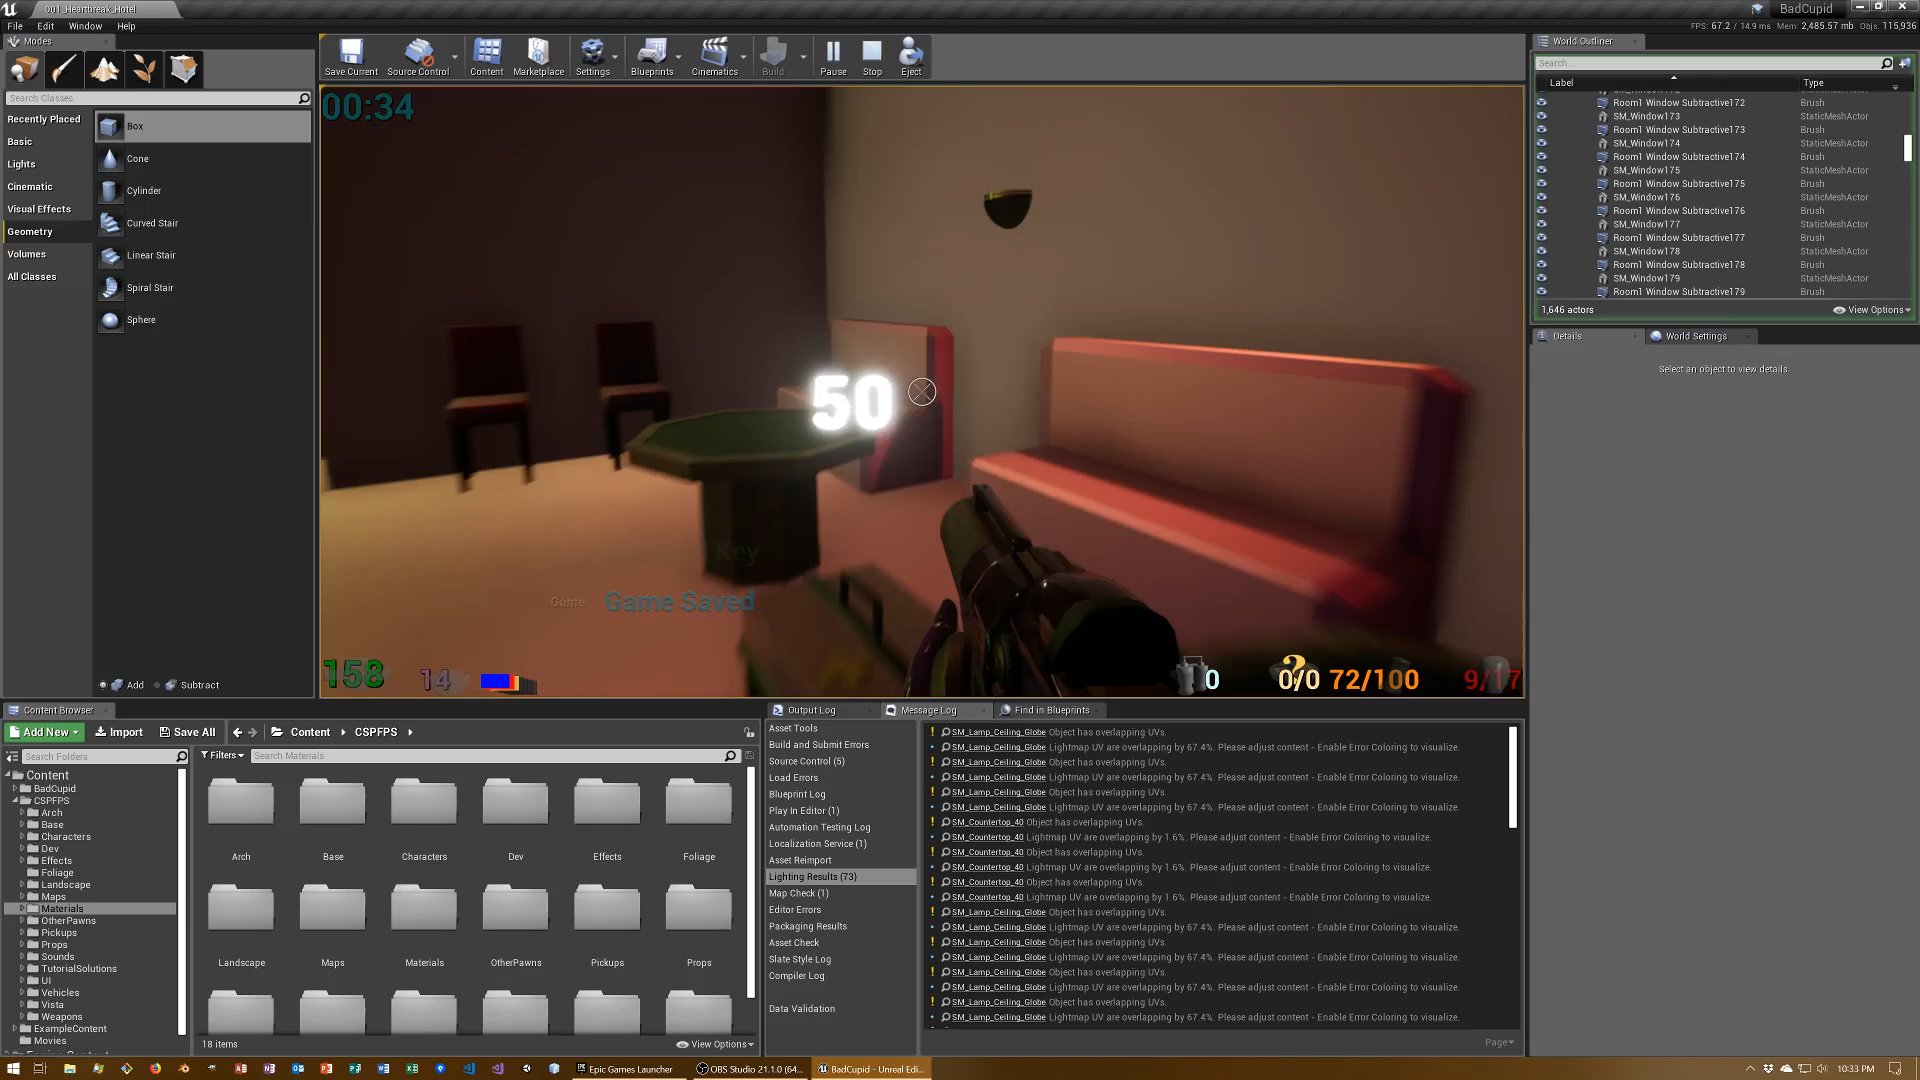 001_Heartbreak_Hotel
BadCupid
File Edit Window Help
FPS: 67.2 / 14.9 ms Mem: 2,485.57 mb Objs: 115,936
Modes
Save Current
Source Control
Content
Marketplace
Settings
Blueprints
Cinematics
Build
Pause
Stop
Eject
Search Classes
Recently Placed
Basic
Lights
Cinematic
Visual Effects
Geometry
Volumes
All Classes
Box
Cone
Cylinder
Curved Stair
Linear Stair
Spiral Stair
Sphere
Add
Subtract
00:34
50
Key
Game Game Saved
158
14
0
0/0
72/100
9/17
World Outliner
Search...
Label Type
Room1 Window Subtractive172 Brush
SM_Window173 StaticMeshActor
Room1 Window Subtractive173 Brush
SM_Window174 StaticMeshActor
Room1 Window Subtractive174 Brush
SM_Window175 StaticMeshActor
Room1 Window Subtractive175 Brush
SM_Window176 StaticMeshActor
Room1 Window Subtractive176 Brush
SM_Window177 StaticMeshActor
Room1 Window Subtractive177 Brush
SM_Window178 StaticMeshActor
Room1 Window Subtractive178 Brush
SM_Window179 StaticMeshActor
Room1 Window Subtractive179 Brush
1,646 actors View Options
Details World Settings
Select an object to view details.
Content Browser
Add New Import Save All Content CSPFPS
Search Folders
Filters Search Materials
Content
BadCupid
CSPFPS
Arch
Base
Characters
Dev
Effects
Foliage
Landscape
Maps
Materials
OtherPawns
Pickups
Props
Sounds
TutorialSolutions
UI
Vehicles
Vista
Weapons
ExampleContent
Movies
Arch Base Characters Dev Effects Foliage
Landscape Maps Materials OtherPawns Pickups Props
18 items View Options
Output Log Message Log Find in Blueprints
Asset Tools
Build and Submit Errors
Source Control (5)
Load Errors
Blueprint Log
Play In Editor (1)
Automation Testing Log
Localization Service (1)
Asset Reimport
Lighting Results (73)
Map Check (1)
Editor Errors
Packaging Results
Asset Check
Slate Style Log
Compiler Log
Data Validation
SM_Lamp_Ceiling_Globe Object has overlapping UVs.
SM_Lamp_Ceiling_Globe Lightmap UV are overlapping by 67.4%. Please adjust content - Enable Error Coloring to visualize.
SM_Lamp_Ceiling_Globe Object has overlapping UVs.
SM_Lamp_Ceiling_Globe Lightmap UV are overlapping by 67.4%. Please adjust content - Enable Error Coloring to visualize.
SM_Lamp_Ceiling_Globe Object has overlapping UVs.
SM_Lamp_Ceiling_Globe Lightmap UV are overlapping by 67.4%. Please adjust content - Enable Error Coloring to visualize.
SM_Countertop_40 Object has overlapping UVs.
SM_Countertop_40 Lightmap UV are overlapping by 1.6%. Please adjust content - Enable Error Coloring to visualize.
SM_Countertop_40 Object has overlapping UVs.
SM_Countertop_40 Lightmap UV are overlapping by 1.6%. Please adjust content - Enable Error Coloring to visualize.
SM_Countertop_40 Object has overlapping UVs.
SM_Countertop_40 Lightmap UV are overlapping by 1.6%. Please adjust content - Enable Error Coloring to visualize.
SM_Lamp_Ceiling_Globe Object has overlapping UVs.
SM_Lamp_Ceiling_Globe Lightmap UV are overlapping by 67.4%. Please adjust content - Enable Error Coloring to visualize.
SM_Lamp_Ceiling_Globe Object has overlapping UVs.
SM_Lamp_Ceiling_Globe Lightmap UV are overlapping by 67.4%. Please adjust content - Enable Error Coloring to visualize.
SM_Lamp_Ceiling_Globe Object has overlapping UVs.
SM_Lamp_Ceiling_Globe Lightmap UV are overlapping by 67.4%. Please adjust content - Enable Error Coloring to visualize.
SM_Lamp_Ceiling_Globe Object has overlapping UVs.
SM_Lamp_Ceiling_Globe Lightmap UV are overlapping by 67.4%. Please adjust content - Enable Error Coloring to visualize.
Page
Epic Games Launcher
OBS Studio 21.1.0 (64...
BadCupid - Unreal Edi...
10:33 PM